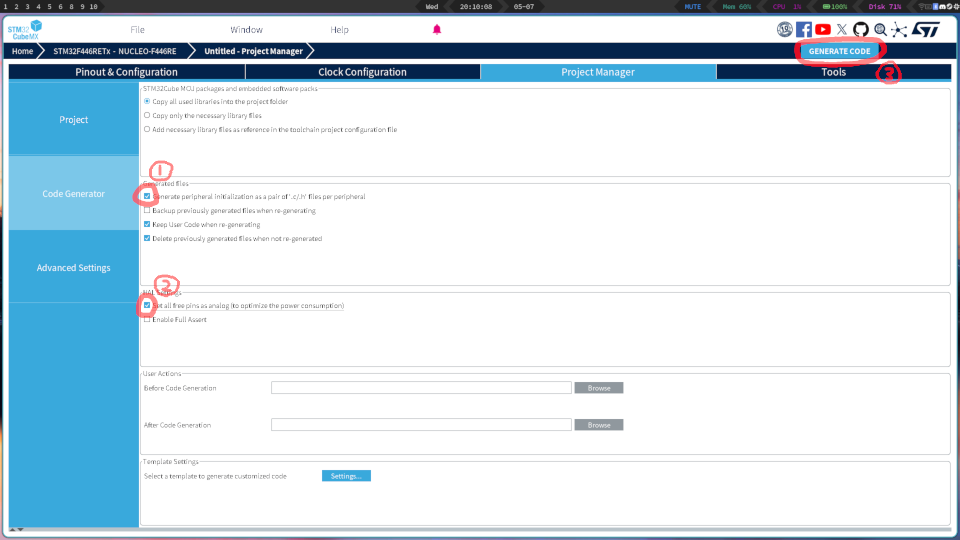 1 2 3 4 5 6 7 8 9 10 Wed 20:10:08 05-07 MUTE Mem 60% CPU 1% 100% Disk 71%
STM32 CubeMX File Window Help
Home STM32F446RETx - NUCLEO-F446RE Untitled - Project Manager GENERATE CODE
Pinout & Configuration Clock Configuration Project Manager Tools
3
Project
Code Generator
Advanced Settings
STM32Cube MCU packages and embedded software packs
Copy all used libraries into the project folder
Copy only the necessary library files
Add necessary library files as reference in the toolchain project configuration file
1
Generated files
Generate peripheral initialization as a pair of '.c/.h' files per peripheral
Backup previously generated files when re-generating
Keep User Code when re-generating
Delete previously generated files when not re-generated
2
HAL Settings
Set all free pins as analog (to optimize the power consumption)
Enable Full Assert
User Actions
Before Code Generation Browse
After Code Generation Browse
Template Settings
Select a template to generate customized code Settings...